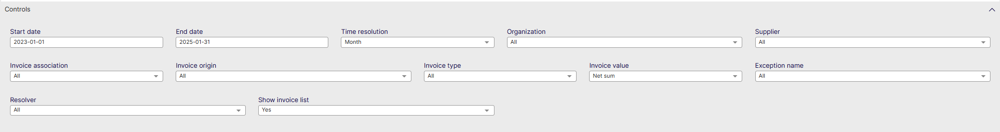 Controls
Start date
End date
Time resolution
Organization
Supplier
2023-01-01
2025-01-31
Month
All
All
Invoice association
Invoice origin
Invoice type
Invoice value
Exception name
All
All
All
Net sum
All
Resolver
Show invoice list
All
Yes